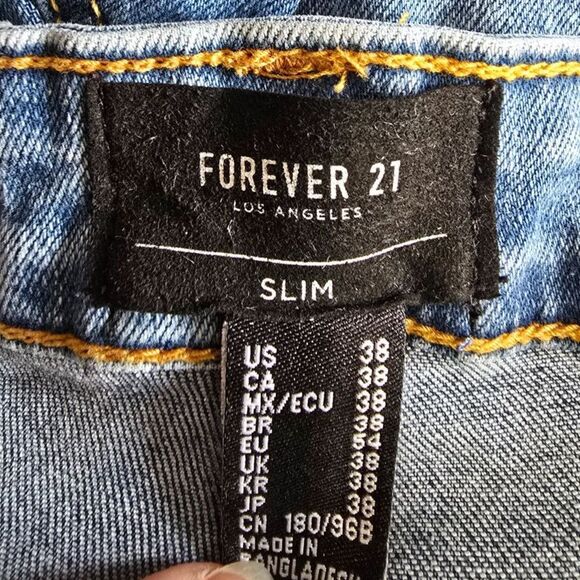 FOREVER 21
LOS ANGELES
SLIM
US 38
CA 38
MX/ECU 38
BR 38
EU 54
UK 38
KR 38
JP 38
CN 180/96B
MADE IN
BANGLADESH